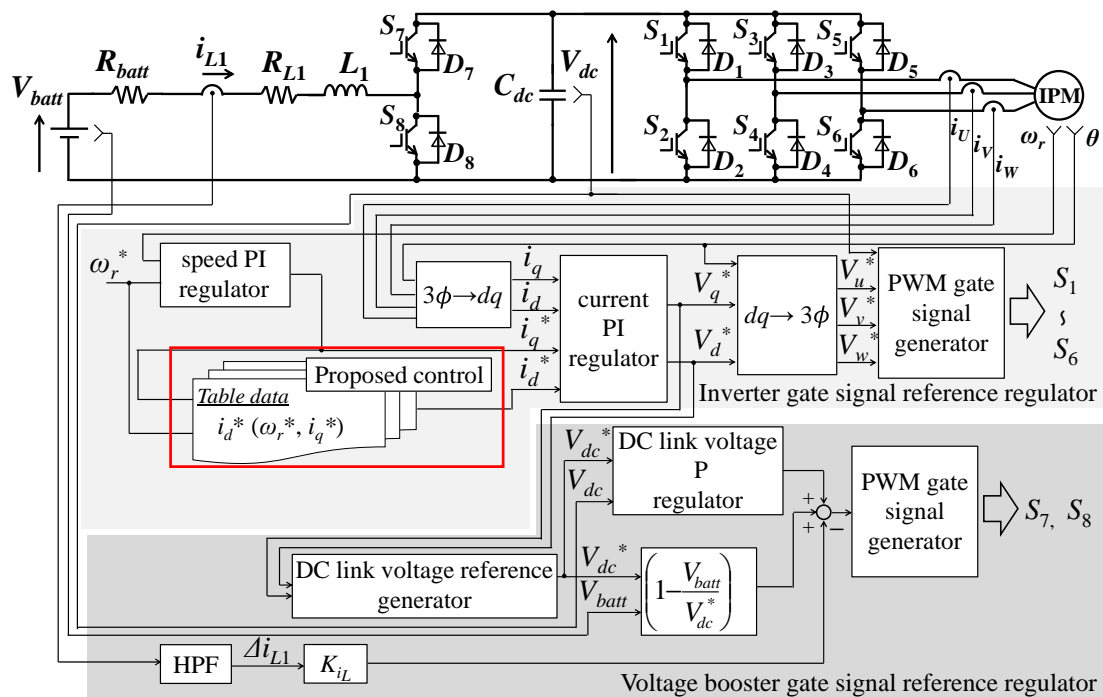 V_batt
R_batt
i_L1
R_L1
L_1
S_7
D_7
S_8
D_8
C_dc
V_dc
S_1
D_1
S_3
D_3
S_5
D_5
S_2
D_2
S_4
D_4
S_6
D_6
IPM
i_U
i_V
i_W
ω_r
θ
ω_r*
speed PI
regulator
3ϕ→dq
i_q
i_d
i_q*
i_d*
current
PI
regulator
V_q*
V_d*
dq→ 3ϕ
V_u*
V_v*
V_w*
PWM gate
signal
generator
S_1
∫
S_6
Proposed control
Table data
i_d* (ω_r*, i_q*)
Inverter gate signal reference regulator
V_dc*
V_dc
DC link voltage
P
regulator
+
+
−
PWM gate
signal
generator
S_7, S_8
DC link voltage reference
generator
V_dc*
V_batt
(1−V_batt/V_dc*)
HPF
Δi_L1
K_iL
Voltage booster gate signal reference regulator